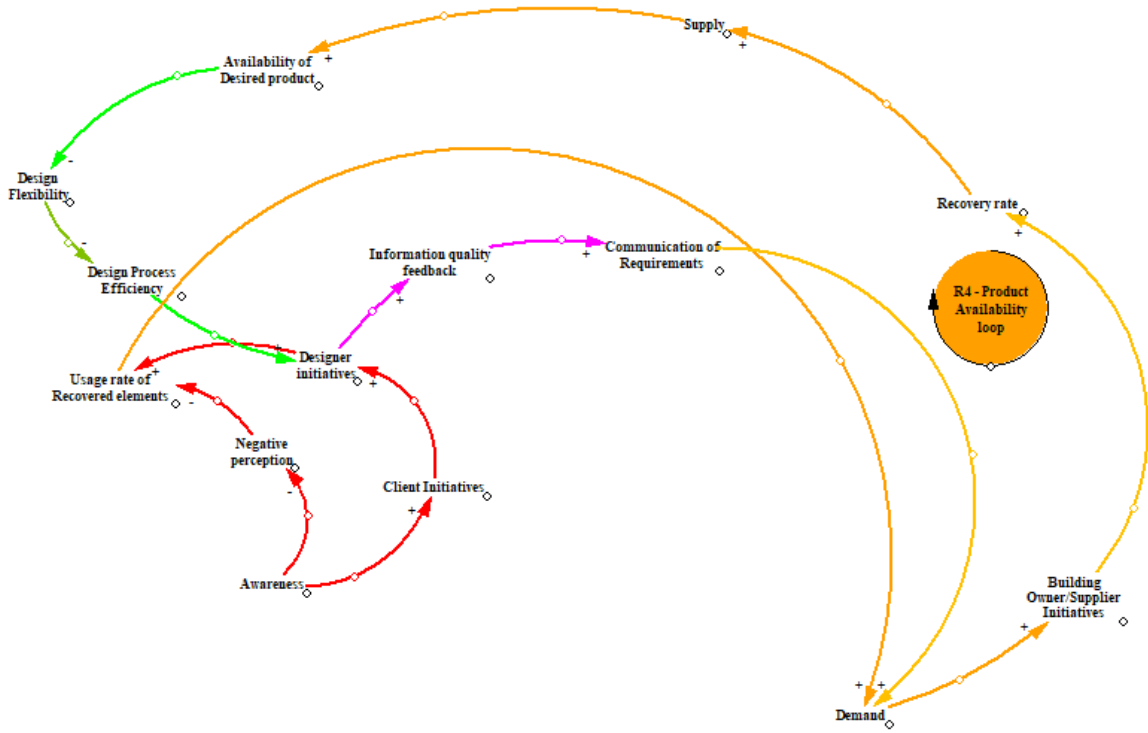 Supply
+
+
Availability of
Desired product
-
Design
Flexibility
-
Recovery rate
+
Communication of
Requirements
+
Information quality
feedback
+
Design Process
Efficiency
R4 - Product
Availability
loop
+
Designer
initiatives
+
+
Usage rate of
Recovered elements
-
Negative
perception
-
Client Initiatives
+
Awareness
Building
Owner/Supplier
Initiatives
+
+ +
Demand